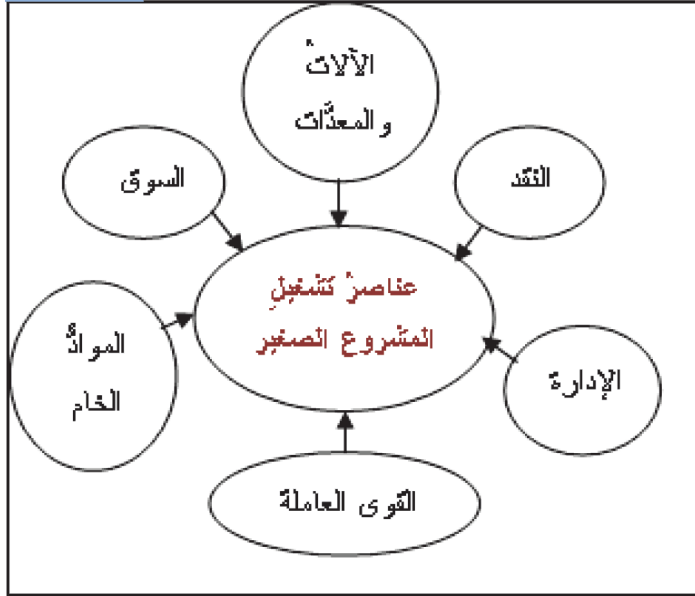 الآلاتُ
والمعدَّات
النقد
السوق
عناصرُ تشغيلِ
المشروع الصغير
الموادُّ
الخام
الإدارة
القوى العاملة